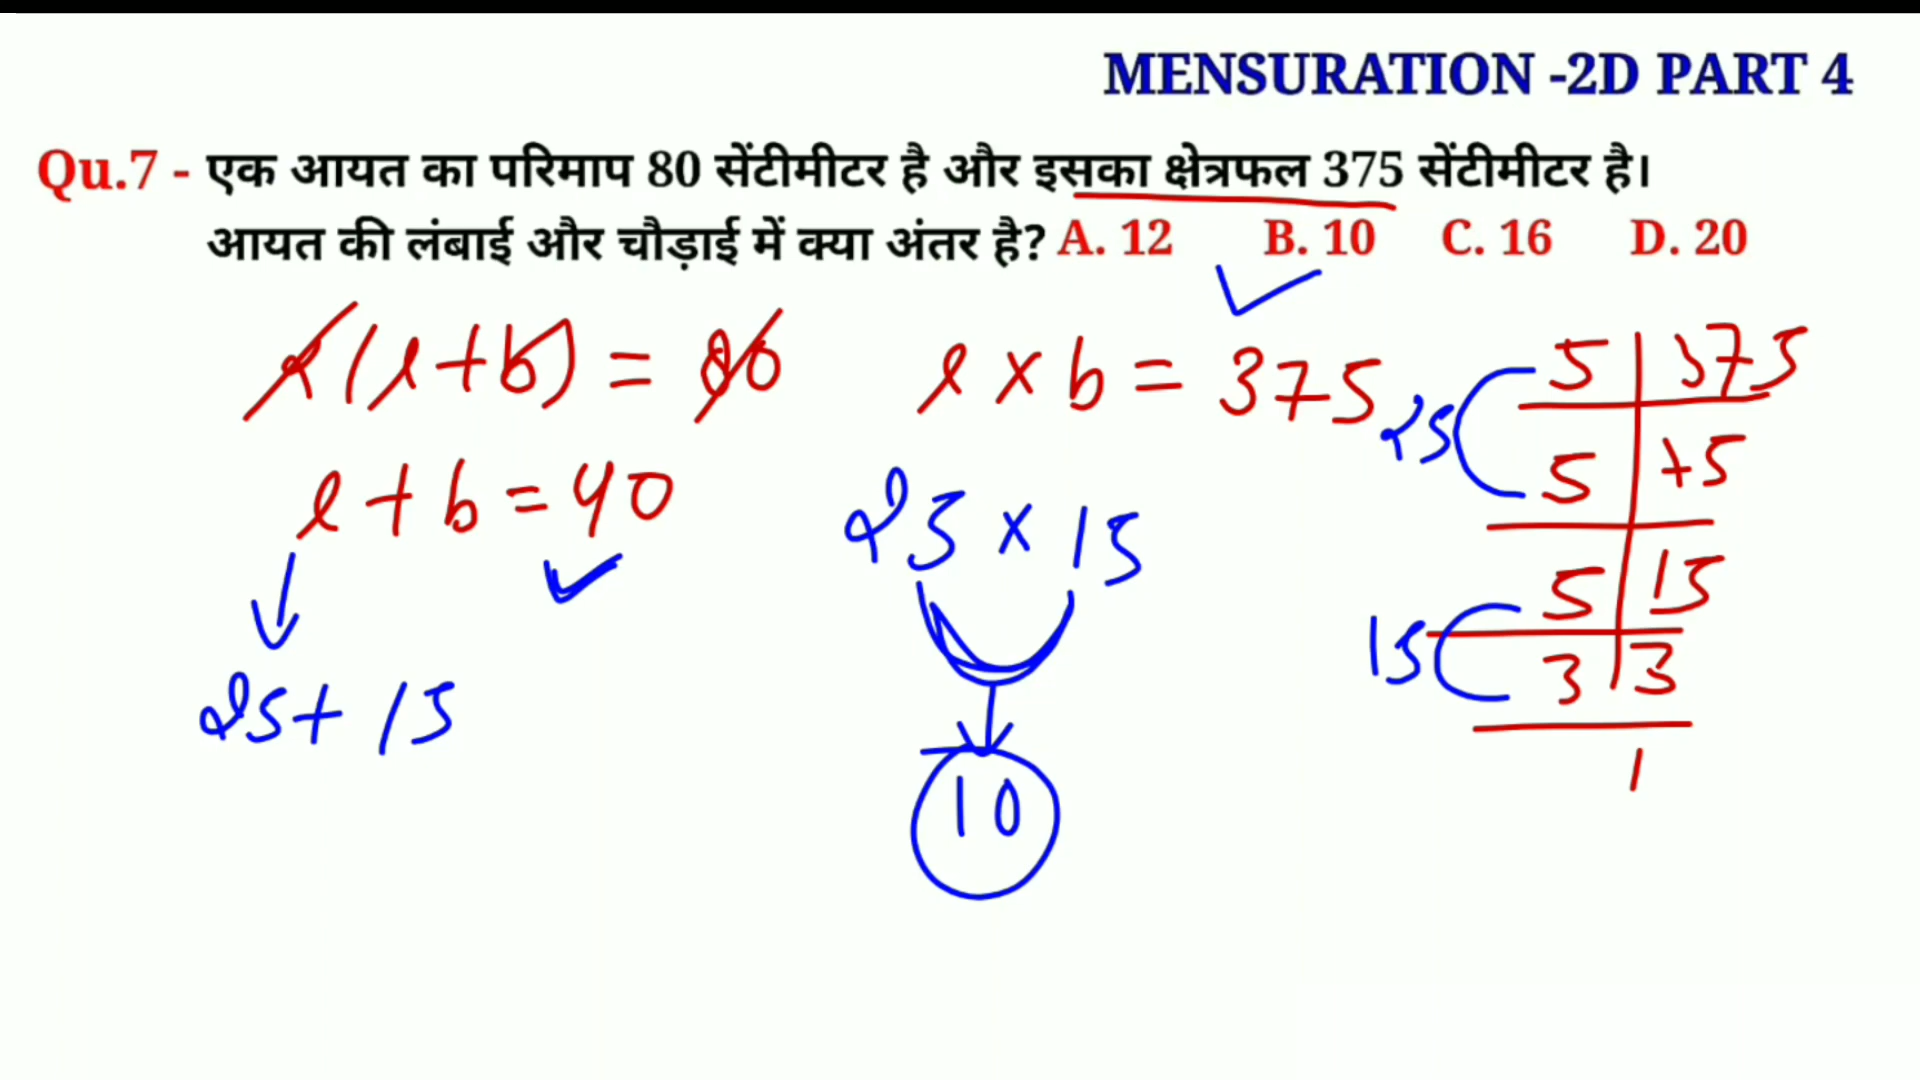 MENSURATION -2D PART 4
Qu.7 - एक आयत का परिमाप 80 सेंटीमीटर है और इसका क्षेत्रफल 375 सेंटीमीटर है।
आयत की लंबाई और चौड़ाई में क्या अंतर है? A. 12 B. 10 C. 16 D. 20
2(l+b) = 80
l × b = 375
l + b = 40
25 × 15
25 + 15
10
5 | 375
25
5 | 75
5 | 15
15
3 | 3
1